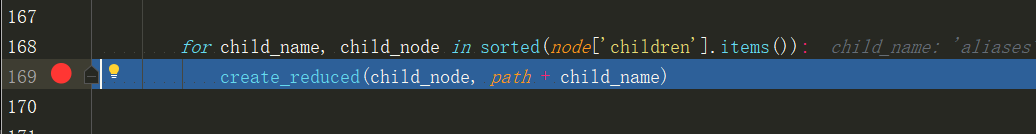 167
168 for child_name, child_node in sorted(node['children'].items()): child_name: 'aliases
169 create_reduced(child_node, path + child_name)
170